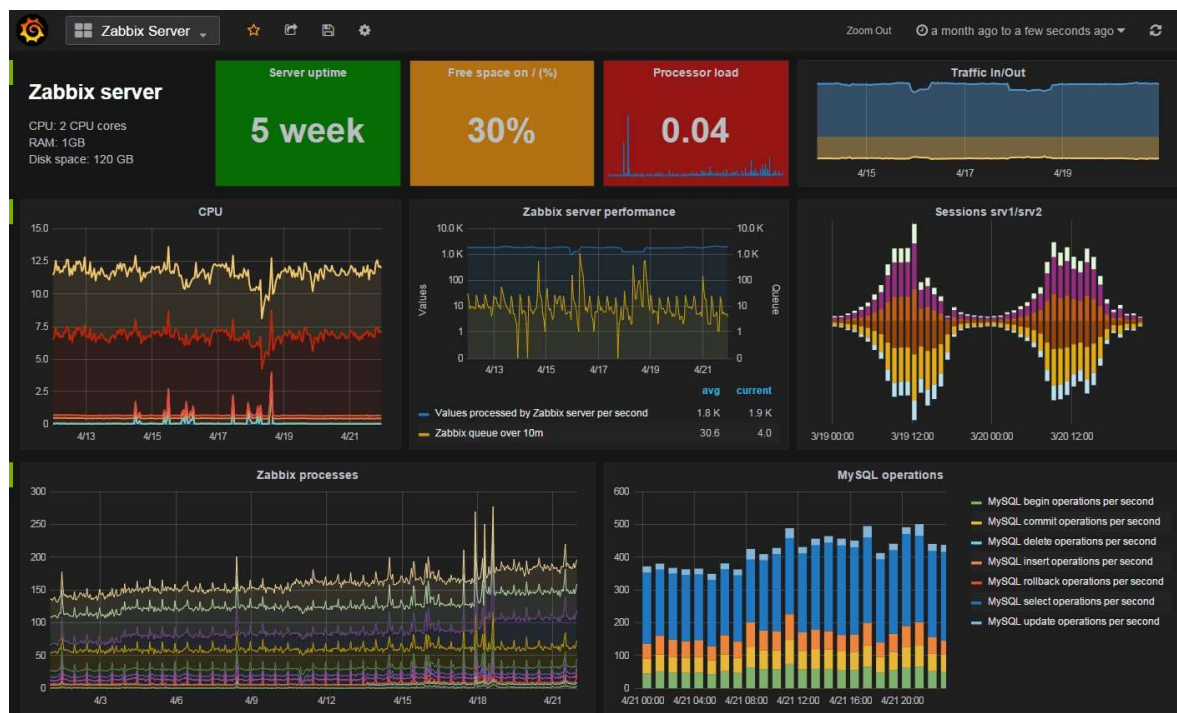 Zabbix Server
Zoom Out
a month ago to a few seconds ago
Zabbix server
CPU: 2 CPU cores
RAM: 1GB
Disk space: 120 GB
Server uptime
5 week
Free space on / (%)
30%
Processor load
0.04
Traffic In/Out
4/15 4/17 4/19
CPU
15.0
12.5
10.0
7.5
5.0
2.5
0
4/13 4/15 4/17 4/19 4/21
Zabbix server performance
Values
10.0 K
1.0 K
100
10
1
0
10.0 K
1.0 K
100
10
1
0
Queue
4/13 4/15 4/17 4/19 4/21
avg current
Values processed by Zabbix server per second 1.8 K 1.9 K
Zabbix queue over 10m 30.6 4.0
Sessions srv1/srv2
3/19 00:00 3/19 12:00 3/20 00:00 3/20 12:00
Zabbix processes
300
250
200
150
100
50
0
4/3 4/6 4/9 4/12 4/15 4/18 4/21
MySQL operations
600
500
400
300
200
100
0
4/21 00:00 4/21 04:00 4/21 08:00 4/21 12:00 4/21 16:00 4/21 20:00
MySQL begin operations per second
MySQL commit operations per second
MySQL delete operations per second
MySQL insert operations per second
MySQL rollback operations per second
MySQL select operations per second
MySQL update operations per second